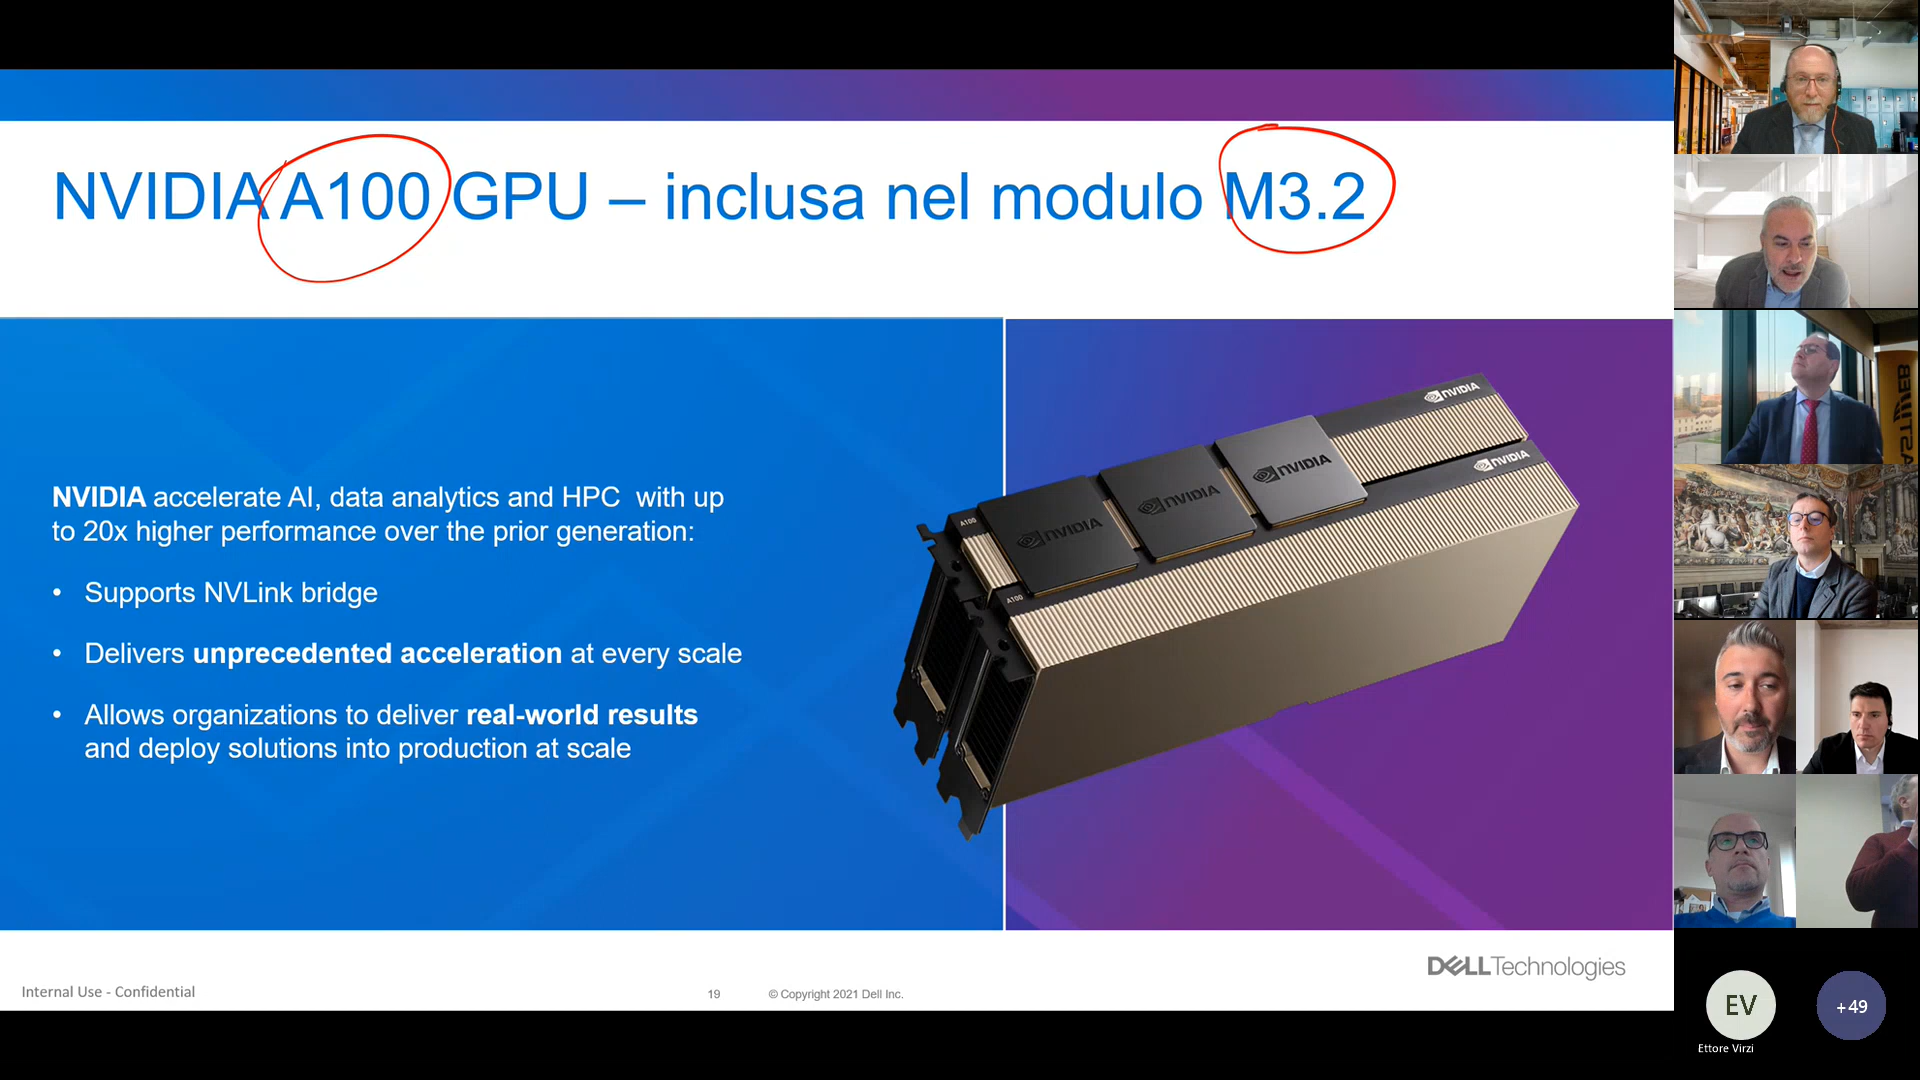 NVIDIA A100 GPU – inclusa nel modulo M3.2
NVIDIA accelerate AI, data analytics and HPC with up
to 20x higher performance over the prior generation:
• Supports NVLink bridge
• Delivers unprecedented acceleration at every scale
• Allows organizations to deliver real-world results
and deploy solutions into production at scale
NVIDIA
NVIDIA
A100
NVIDIA
NVIDIA
NVIDIA
A100
DELLTechnologies
Internal Use - Confidential
19
© Copyright 2021 Dell Inc.
EV
Ettore Virzi
+49